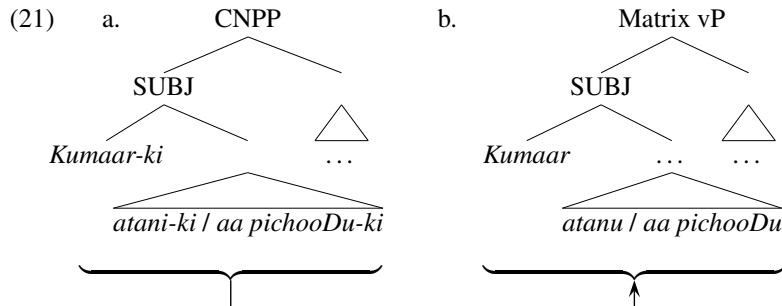 (21) a. CNPP b. Matrix vP
SUBJ SUBJ
Kumaar-ki … Kumaar … …
atani-ki / aa pichooDu-ki atanu / aa pichooDu